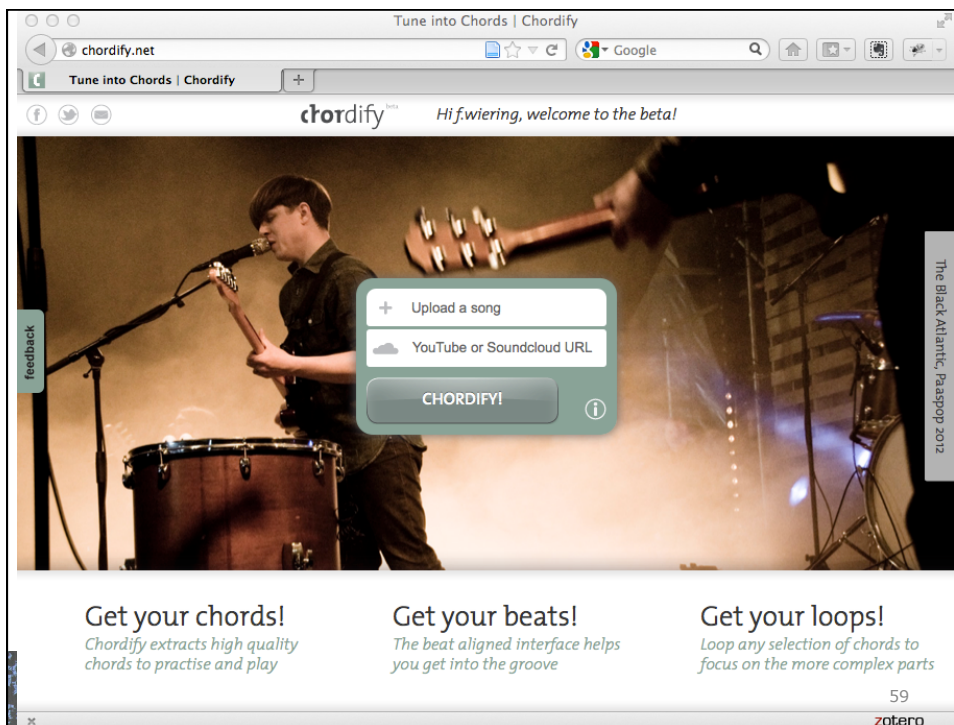 Tune into Chords | Chordify
chordify.net
Google
C
Tune into Chords | Chordify
+
f
chordify beta
Hi f.wiering, welcome to the beta!
feedback
+ Upload a song
YouTube or Soundcloud URL
CHORDIFY!
i
The Black Atlantic, Paaspop 2012
Get your chords!
Chordify extracts high quality
chords to practise and play
Get your beats!
The beat aligned interface helps
you get into the groove
Get your loops!
Loop any selection of chords to
focus on the more complex parts
59
zotero